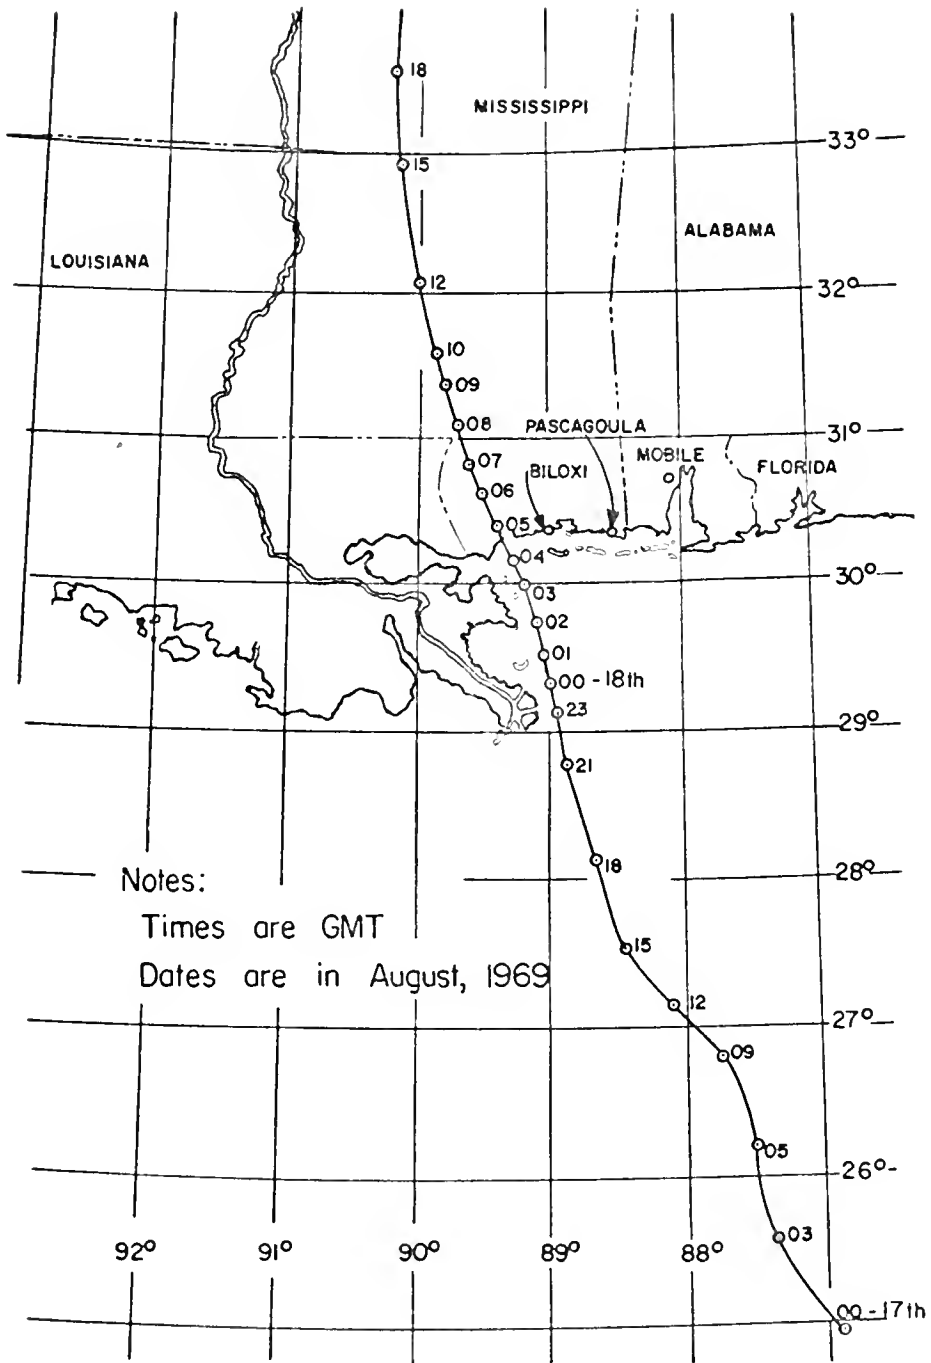 18
MISSISSIPPI
33°
15
ALABAMA
LOUISIANA
12
32°
10
09
08
PASCAGOULA
31°
MOBILE
07
BILOXI
FLORIDA
06
05
04
30°
03
02
01
00 - 18th
23
29°
21
18
28°
Notes:
Times are GMT
Dates are in August, 1969
15
12
27°
09
05
26°
03
92°
91°
90°
89°
88°
00 - 17th